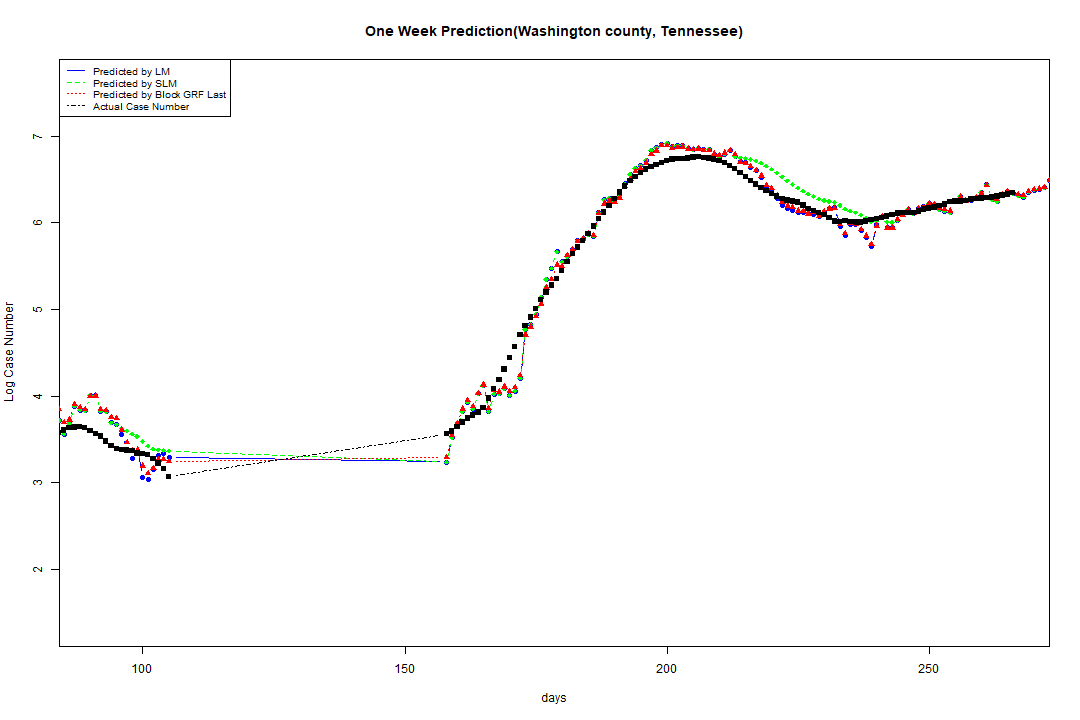 One Week Prediction(Washington county, Tennessee)
Predicted by LM
Predicted by SLM
Predicted by Block GRF Last
Actual Case Number
7
6
5
4
3
2
Log Case Number
100 150 200 250
days